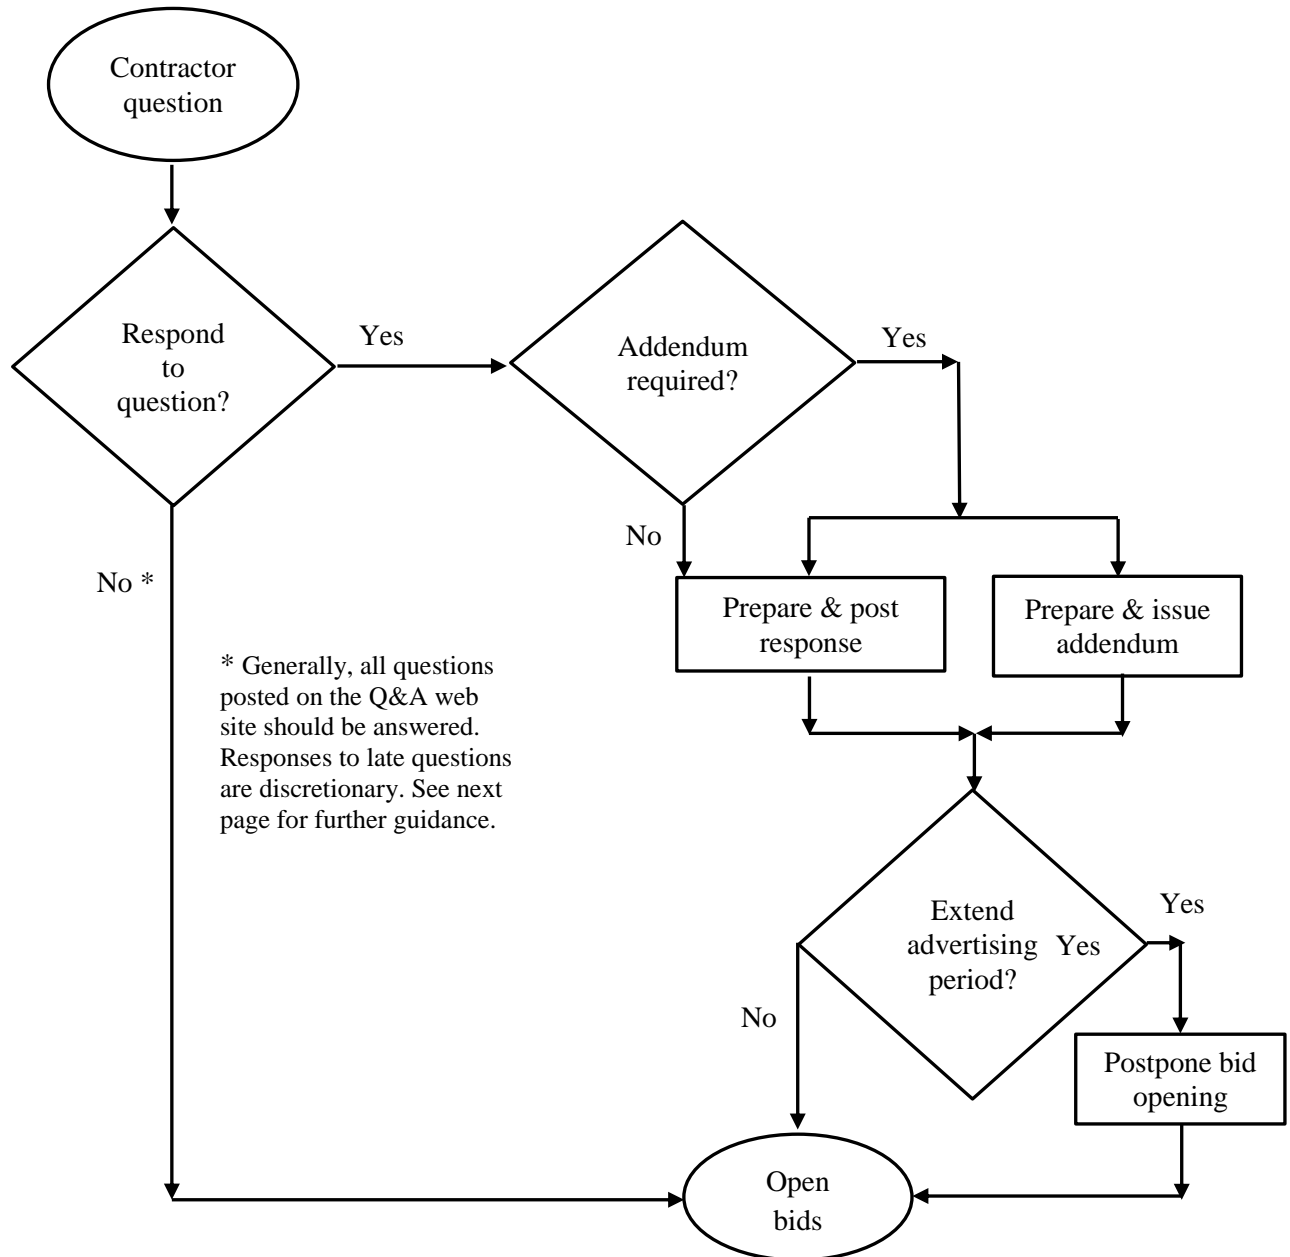 Contractor
question
Respond
to
question?
Yes
Addendum
required?
Yes
No
No *
Prepare & post
response
Prepare & issue
addendum
* Generally, all questions
posted on the Q&A web
site should be answered.
Responses to late questions
are discretionary. See next
page for further guidance.
Extend
advertising
period?
Yes
Yes
No
Postpone bid
opening
Open
bids